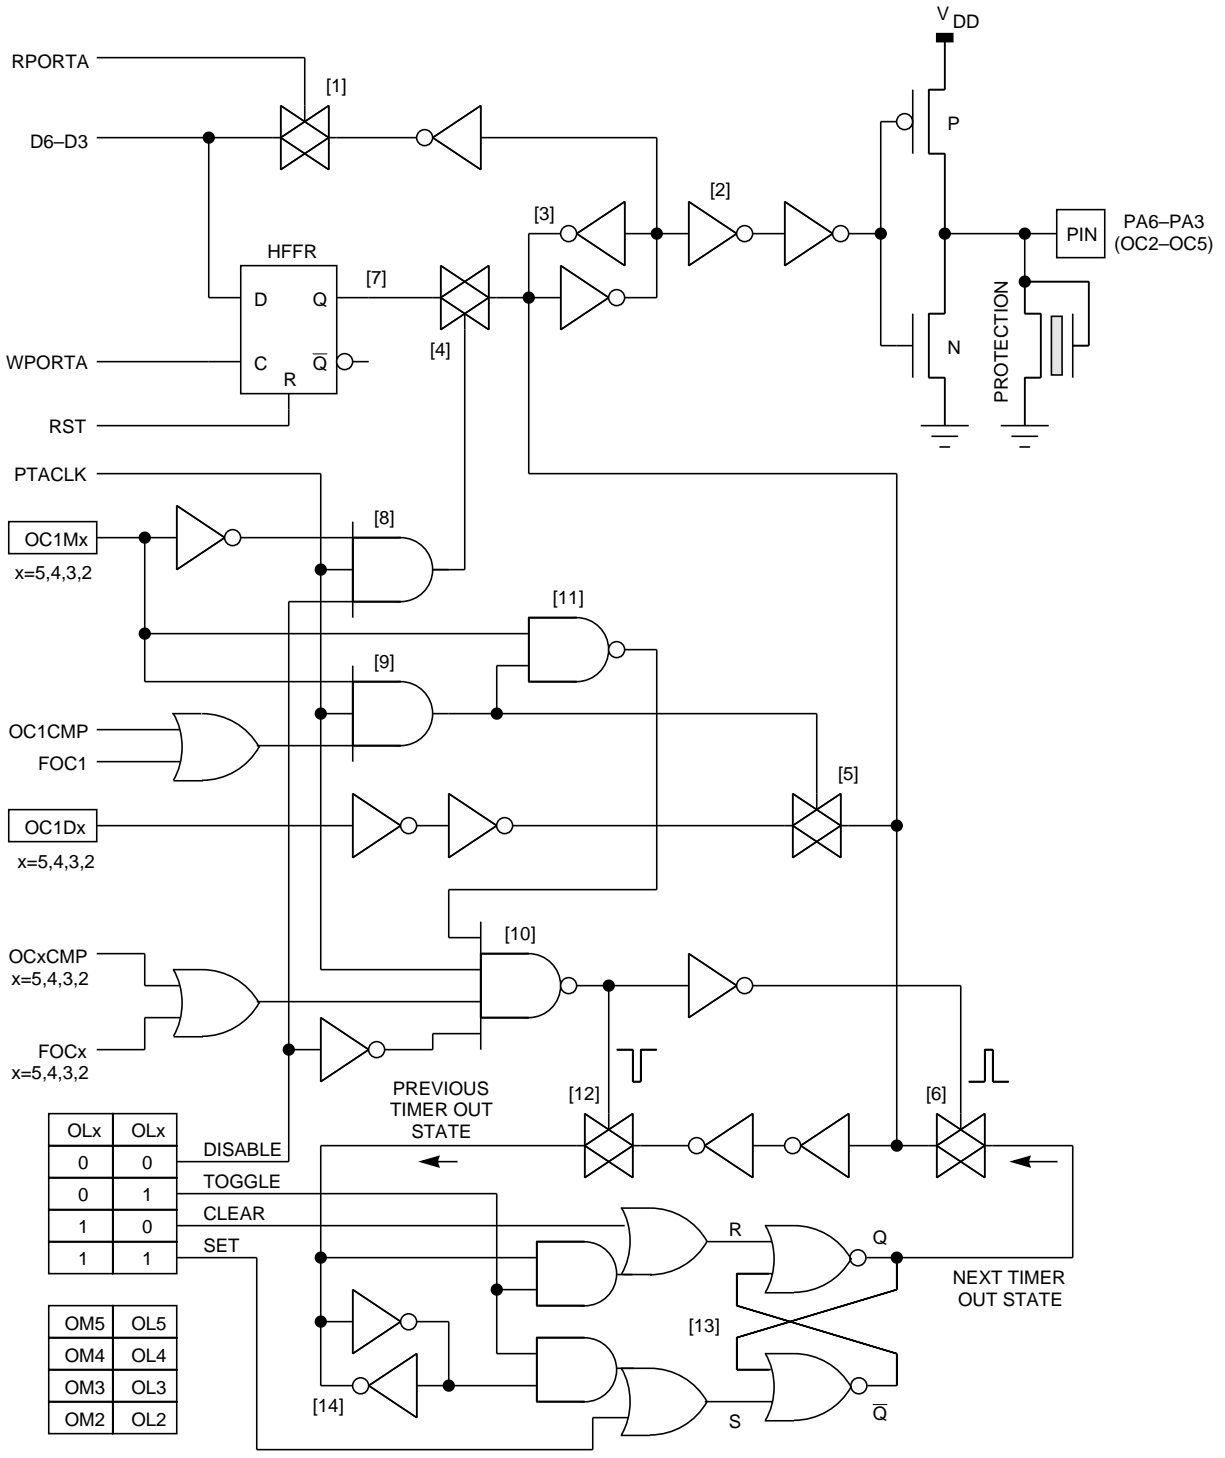 V DD
RPORTA
[1]
P
D6–D3
[2]
[3]
PIN
PA6–PA3
(OC2–OC5)
HFFR
[7]
D
Q
PROTECTION
WPORTA
C
Q
R
[4]
N
RST
PTACLK
[8]
OC1Mx
x=5,4,3,2
[11]
[9]
OC1CMP
FOC1
[5]
OC1Dx
x=5,4,3,2
[10]
OCxCMP
x=5,4,3,2
FOCx
x=5,4,3,2
PREVIOUS
TIMER OUT
STATE
[12]
[6]
OLx OLx
0 0
0 1
1 0
1 1
DISABLE
TOGGLE
CLEAR
SET
R
Q
NEXT TIMER
OUT STATE
[13]
OM5 OL5
OM4 OL4
OM3 OL3
OM2 OL2
[14]
S
Q